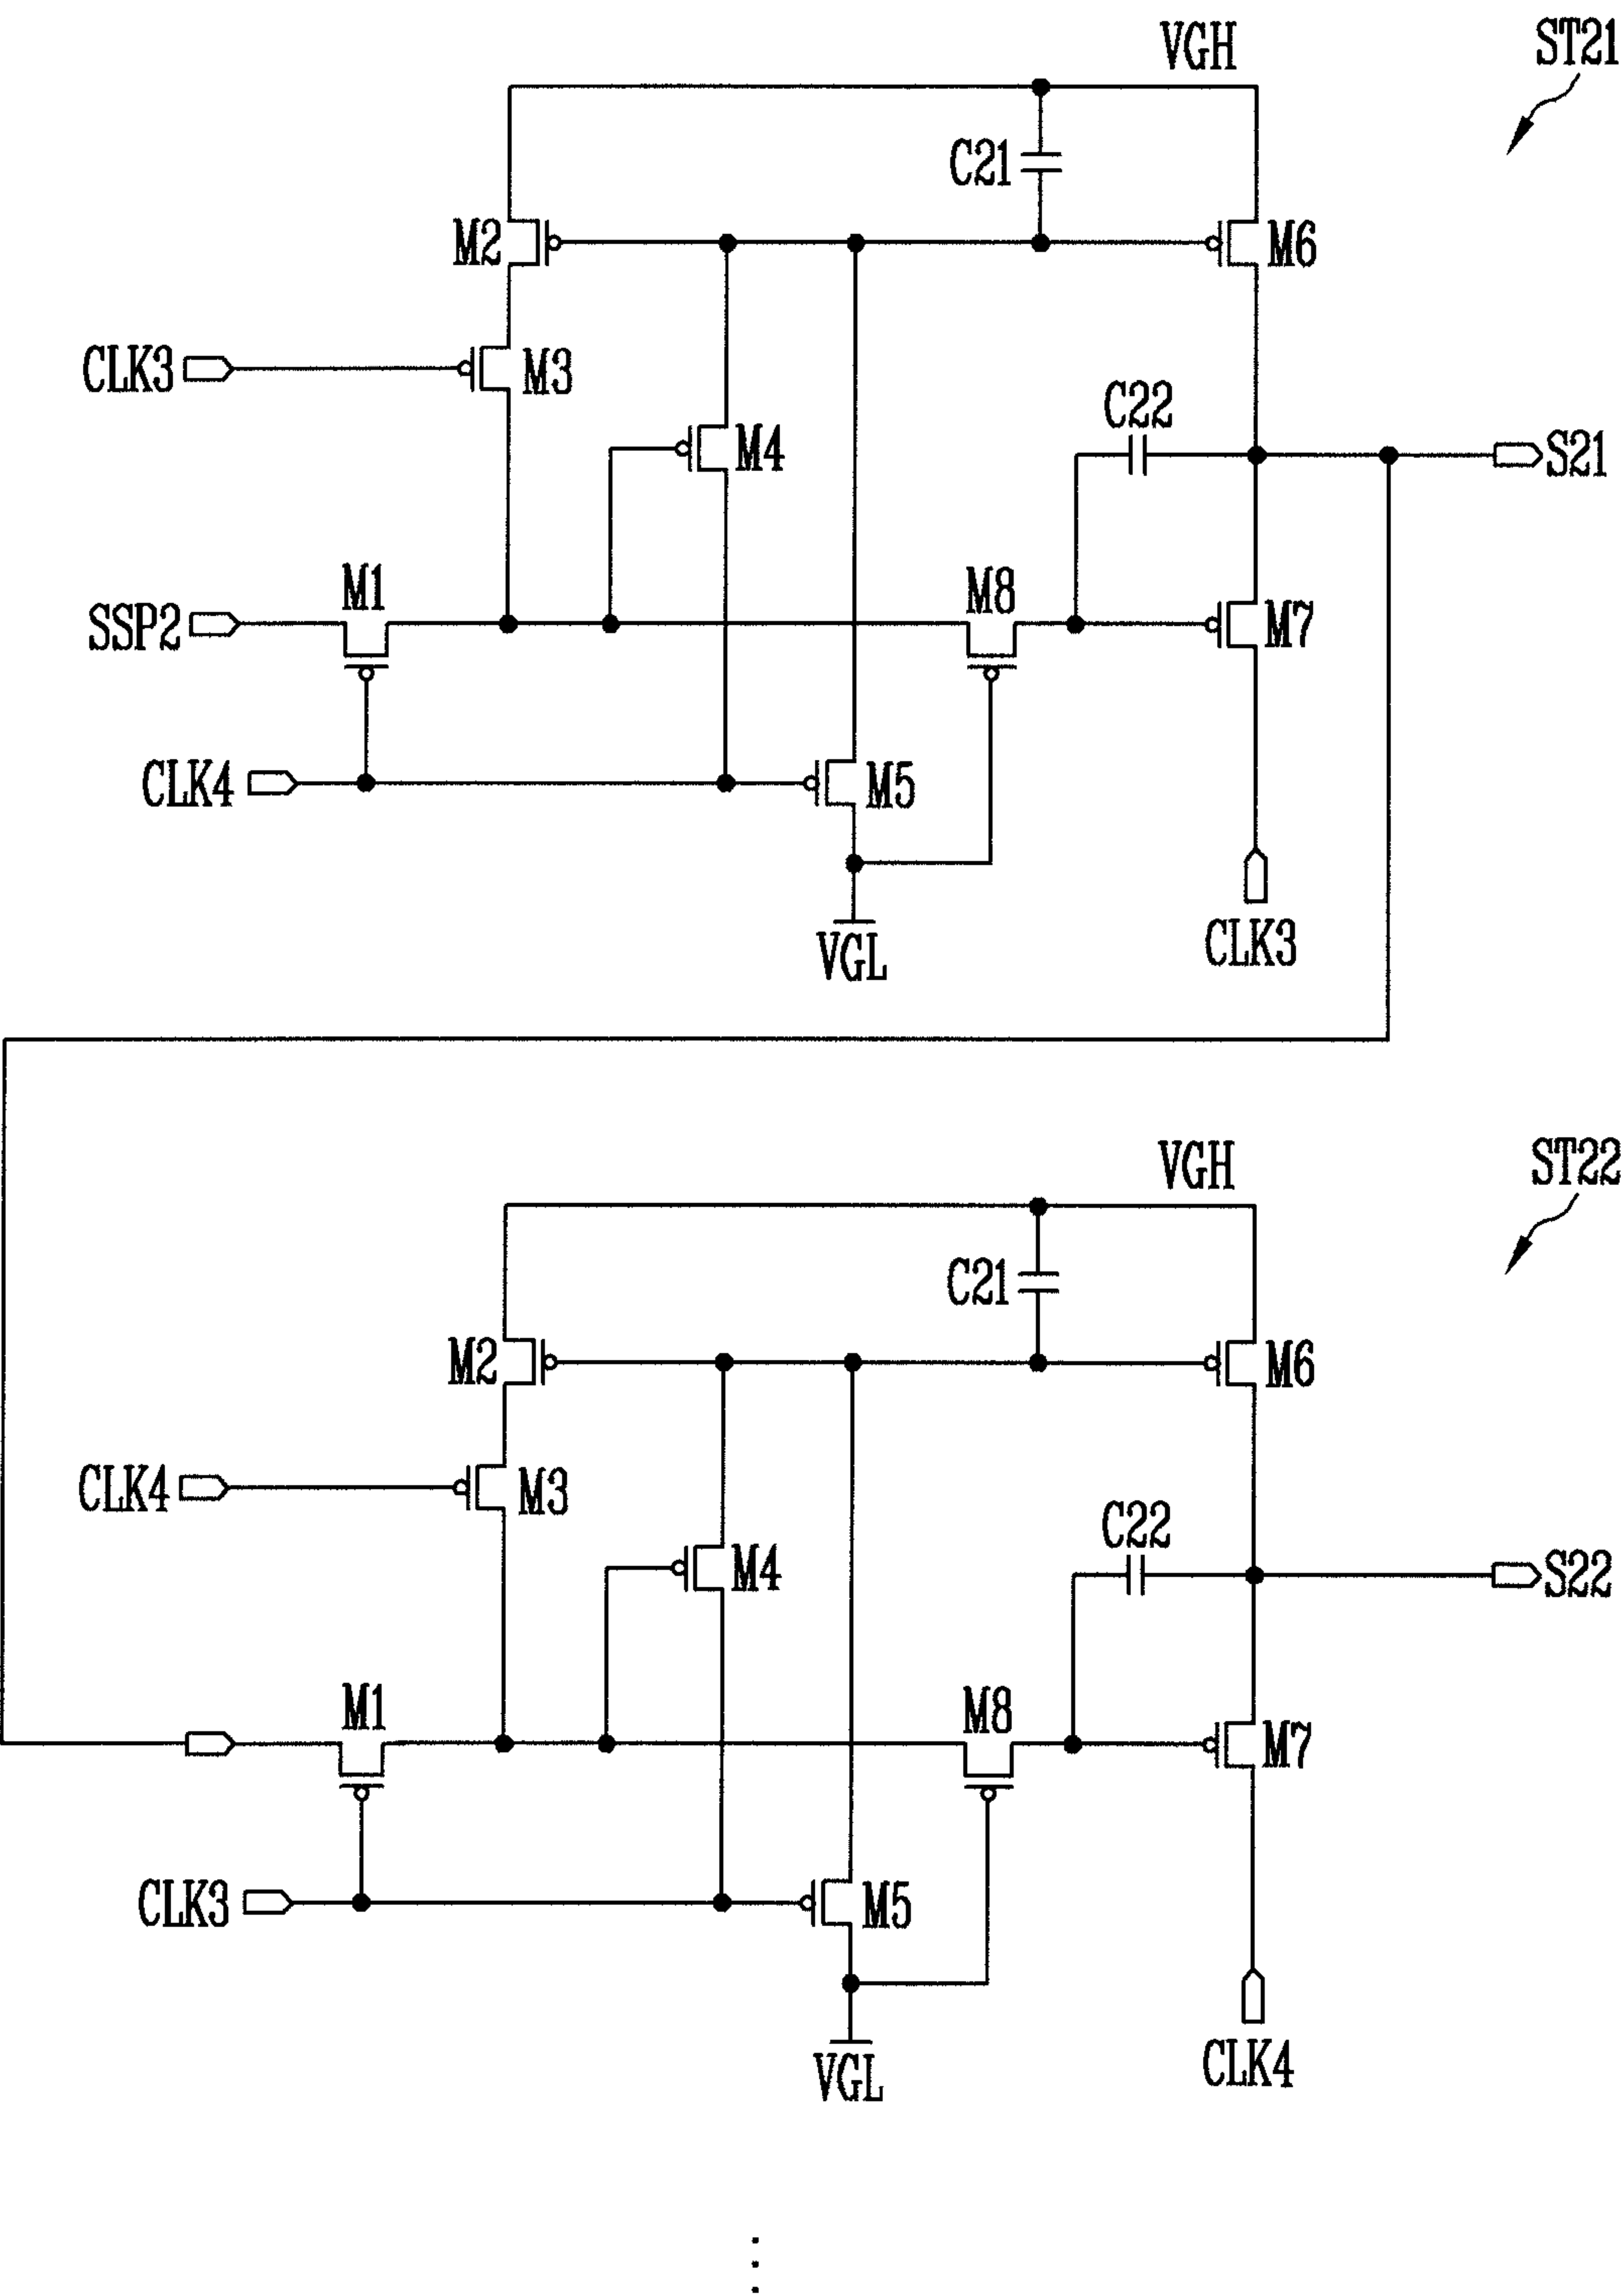 VGH
ST21
C21
M2
M6
CLK3
M3
C22
M4
S21
M1
M8
SSP2
M7
CLK4
M5
VGL
CLK3
VGH
ST22
C21
M2
M6
CLK4
M3
C22
M4
S22
M1
M8
M7
CLK3
M5
VGL
CLK4